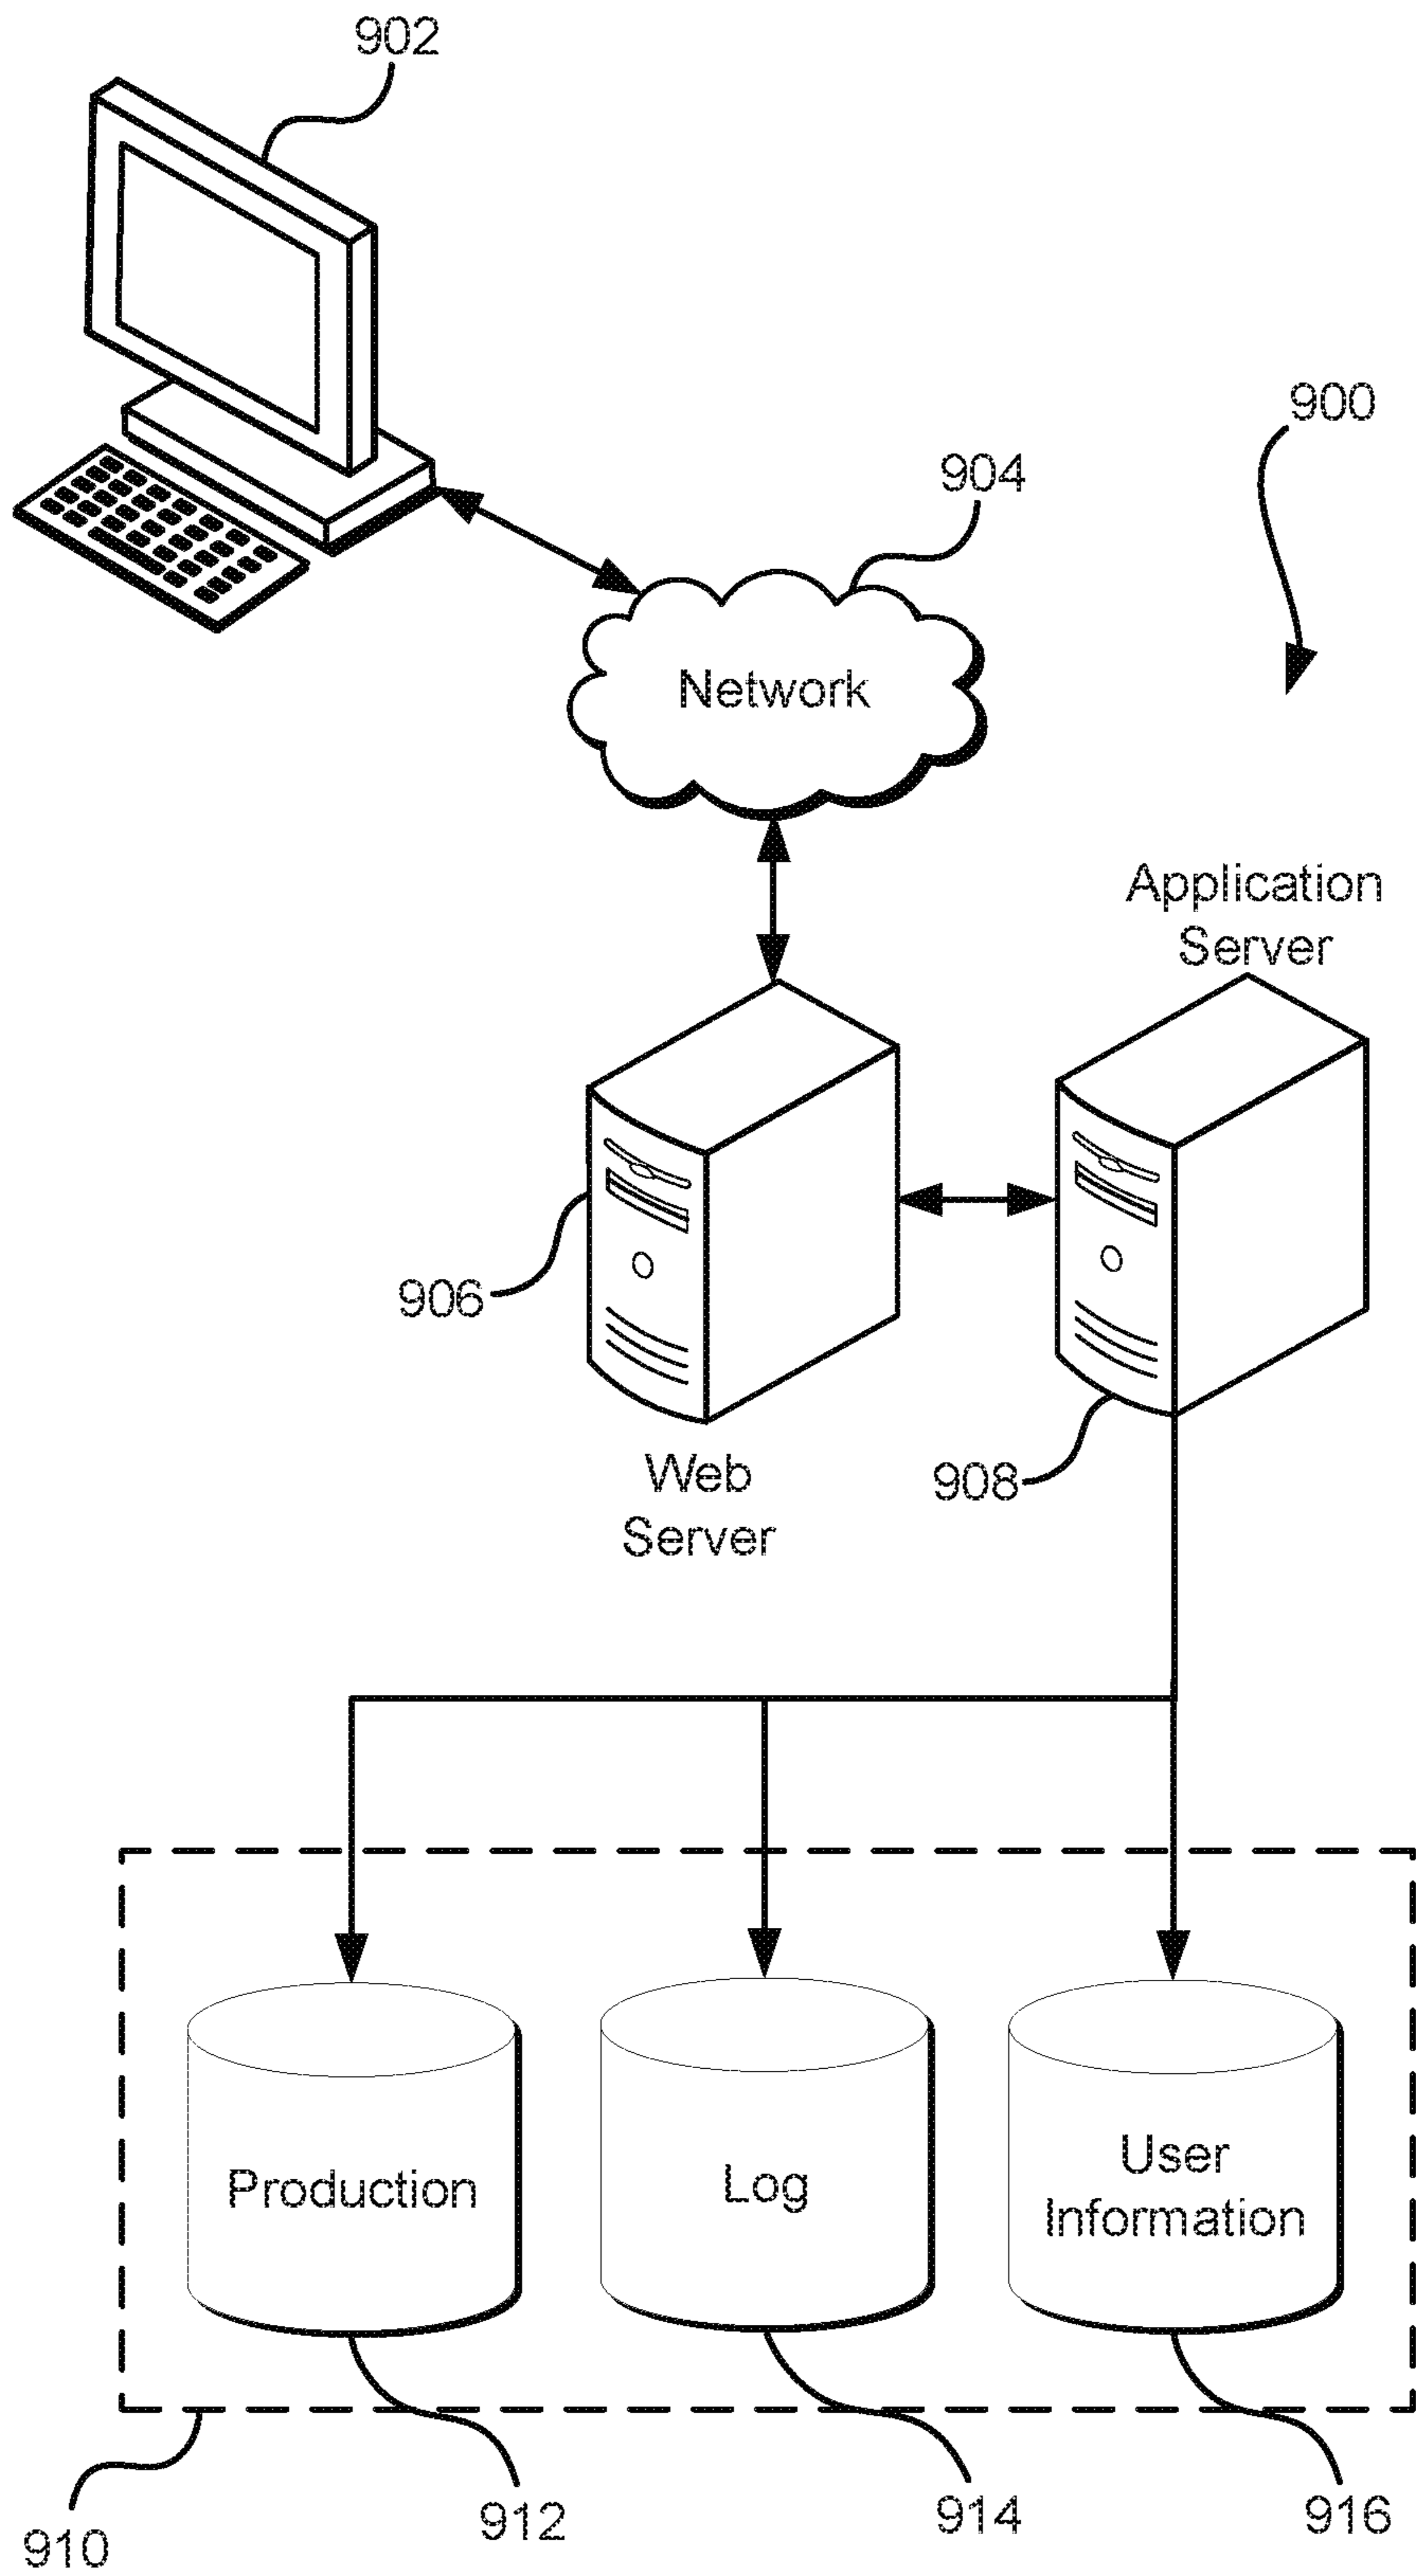 902
900
904
Network
Application
Server
906
Web
Server
908
Production
Log
User
Information
910
912
914
916